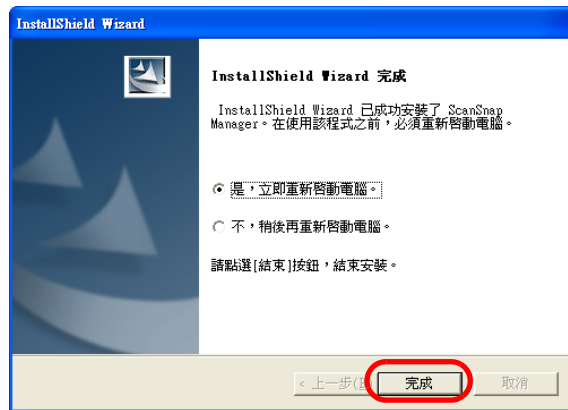 InstallShield Wizard
InstallShield Wizard 完成
InstallShield Wizard 已成功安裝了 ScanSnap
Manager。在使用該程式之前，必須重新啓動電腦。
是，立即重新啓動電腦。
不，稍後再重新啓動電腦。
請點選[結束]按鈕，結束安裝。
< 上一步(
完成
取消